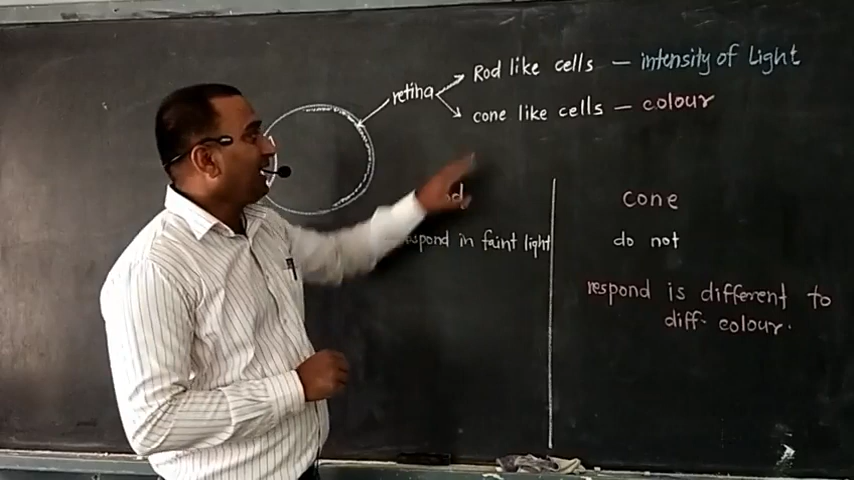 retina
Rod like cells - intensity of Light
cone like cells - colour
cone
respond in faint light
do not
respond is different to
diff- colour.